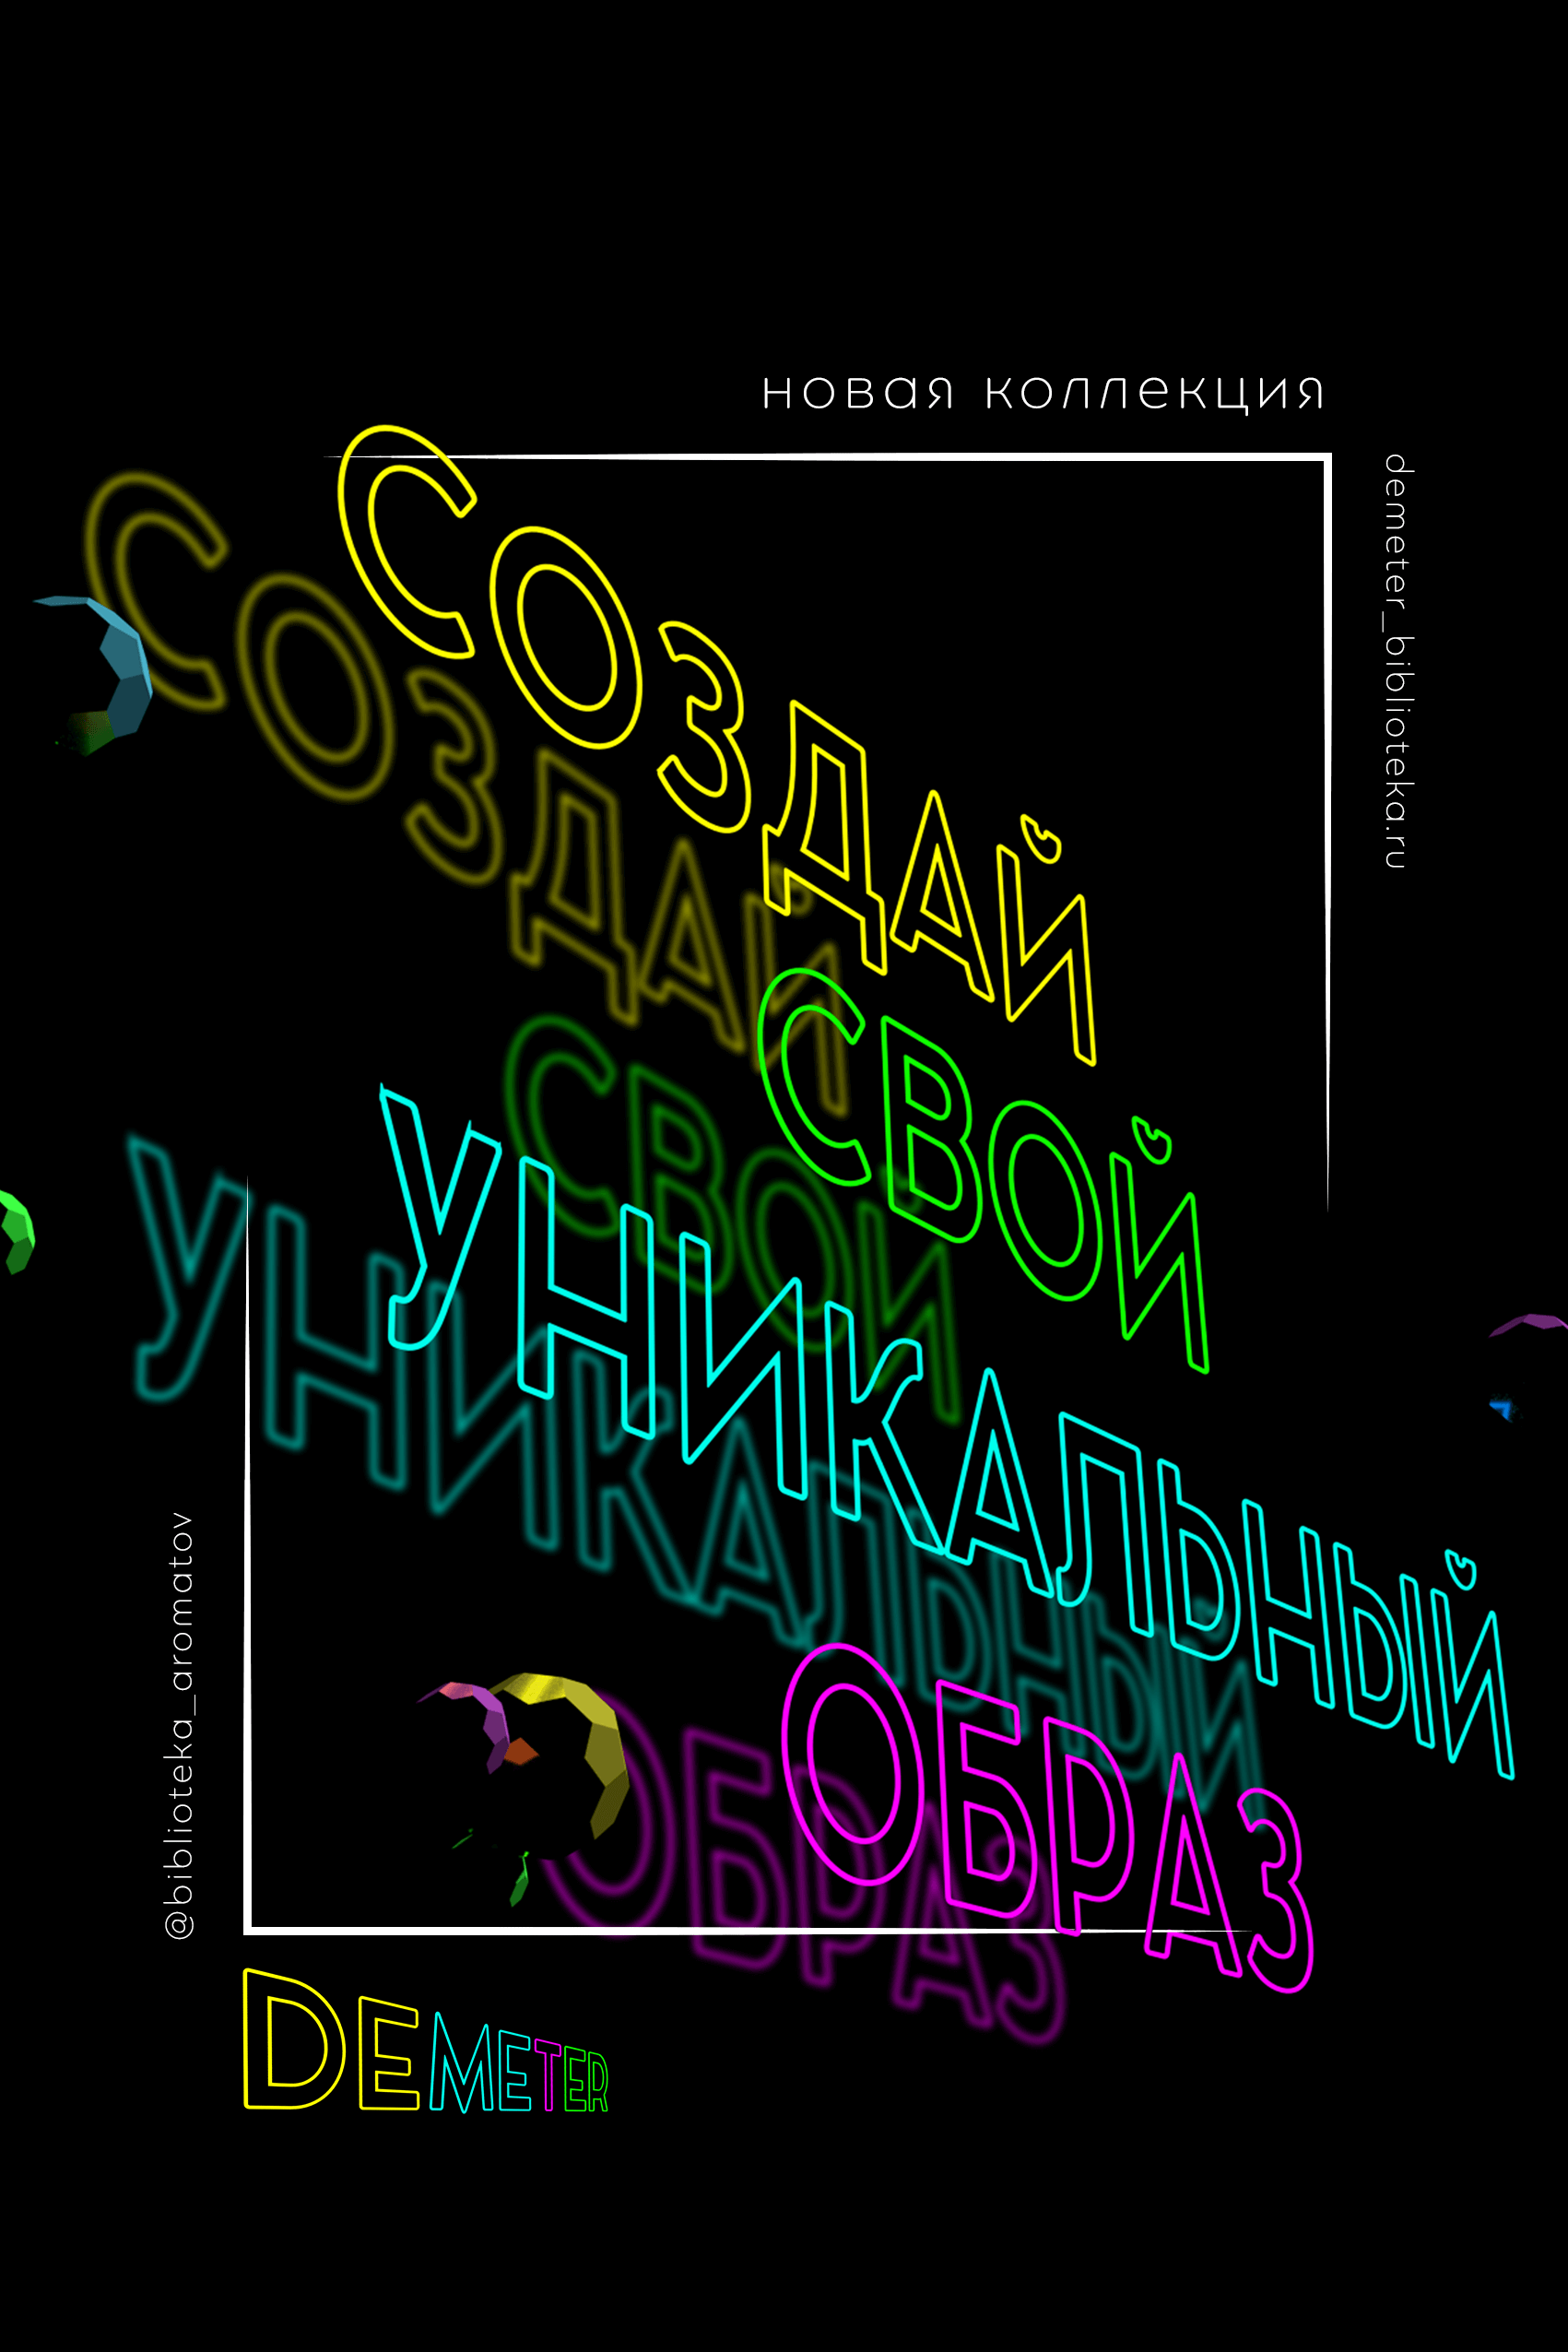 новая коллекция
demeter_biblioteka.ru
СОЗДАЙ
СВОЙ
УНИКАЛЬНЫЙ
ОБРАЗ
@biblioteka_aromatov
DEMETER